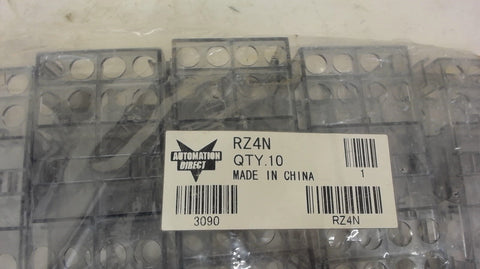 AUTOMATION
DIRECT
RZ4N
QTY.10
MADE IN CHINA
1
3090
RZ4N